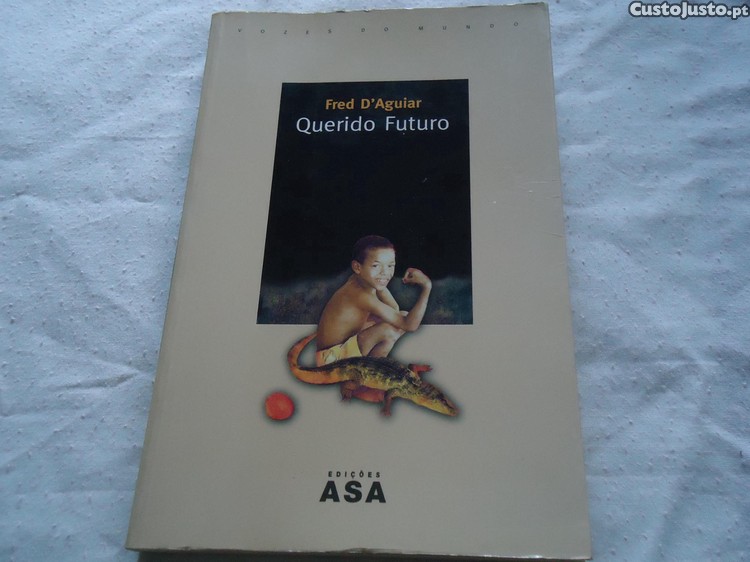 CustoJusto.pt
VOZES DO MUNDO
Fred D'Aguiar
Querido Futuro
EDIÇÕES
ASA